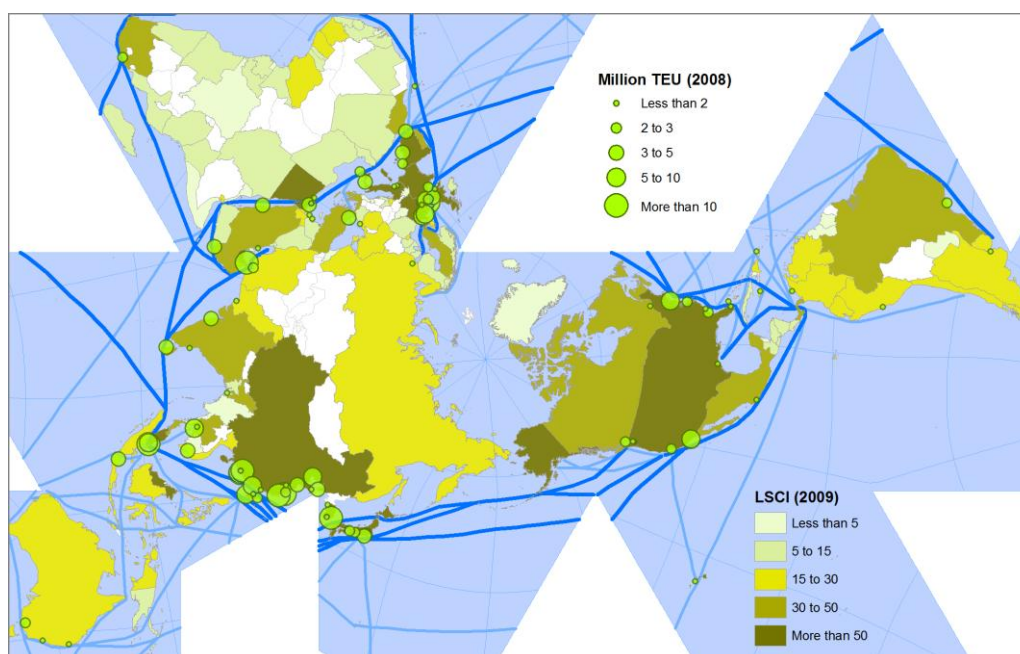 Million TEU (2008)
Less than 2
2 to 3
3 to 5
5 to 10
More than 10
LSCI (2009)
Less than 5
5 to 15
15 to 30
30 to 50
More than 50